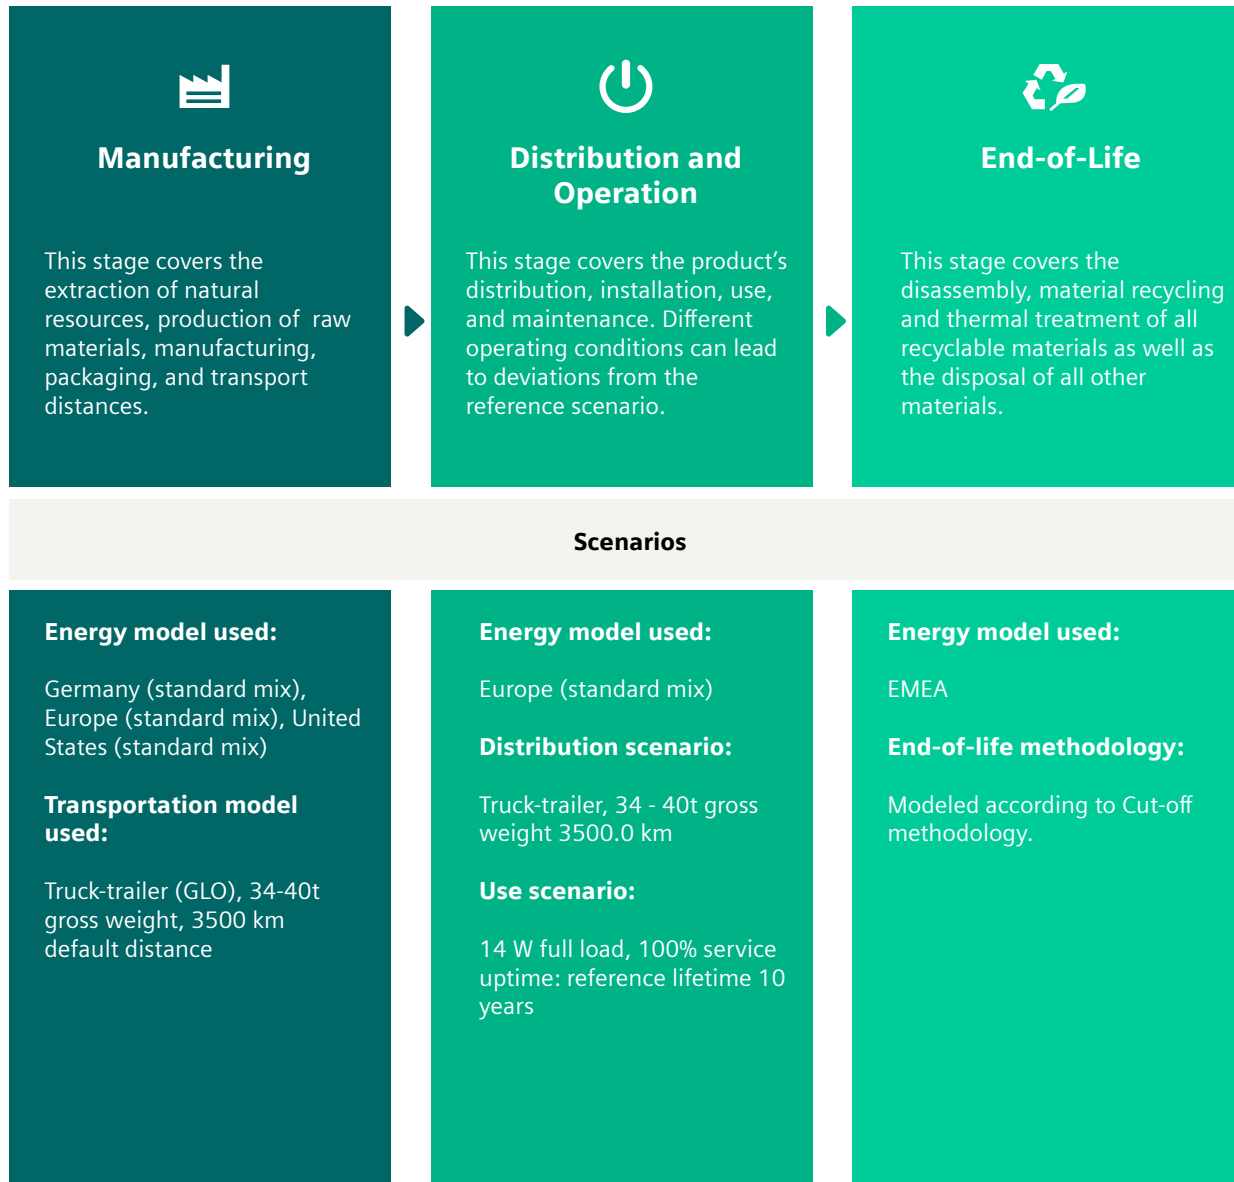 Manufacturing
This stage covers the
extraction of natural
resources, production of  raw
materials, manufacturing,
packaging, and transport
distances.
Distribution and
Operation
This stage covers the product’s
distribution, installation, use,
and maintenance. Different
operating conditions can lead
to deviations from the
reference scenario.
End-of-Life
This stage covers the
disassembly, material recycling
and thermal treatment of all
recyclable materials as well as
the disposal of all other
materials.
Scenarios
Energy model used:
Germany (standard mix),
Europe (standard mix), United
States (standard mix)
Transportation model
used:
Truck-trailer (GLO), 34-40t
gross weight, 3500 km
default distance
Energy model used:
Europe (standard mix)
Distribution scenario:
Truck-trailer, 34 - 40t gross
weight 3500.0 km
Use scenario:
14 W full load, 100% service
uptime: reference lifetime 10
years
Energy model used:
EMEA
End-of-life methodology:
Modeled according to Cut-off
methodology.